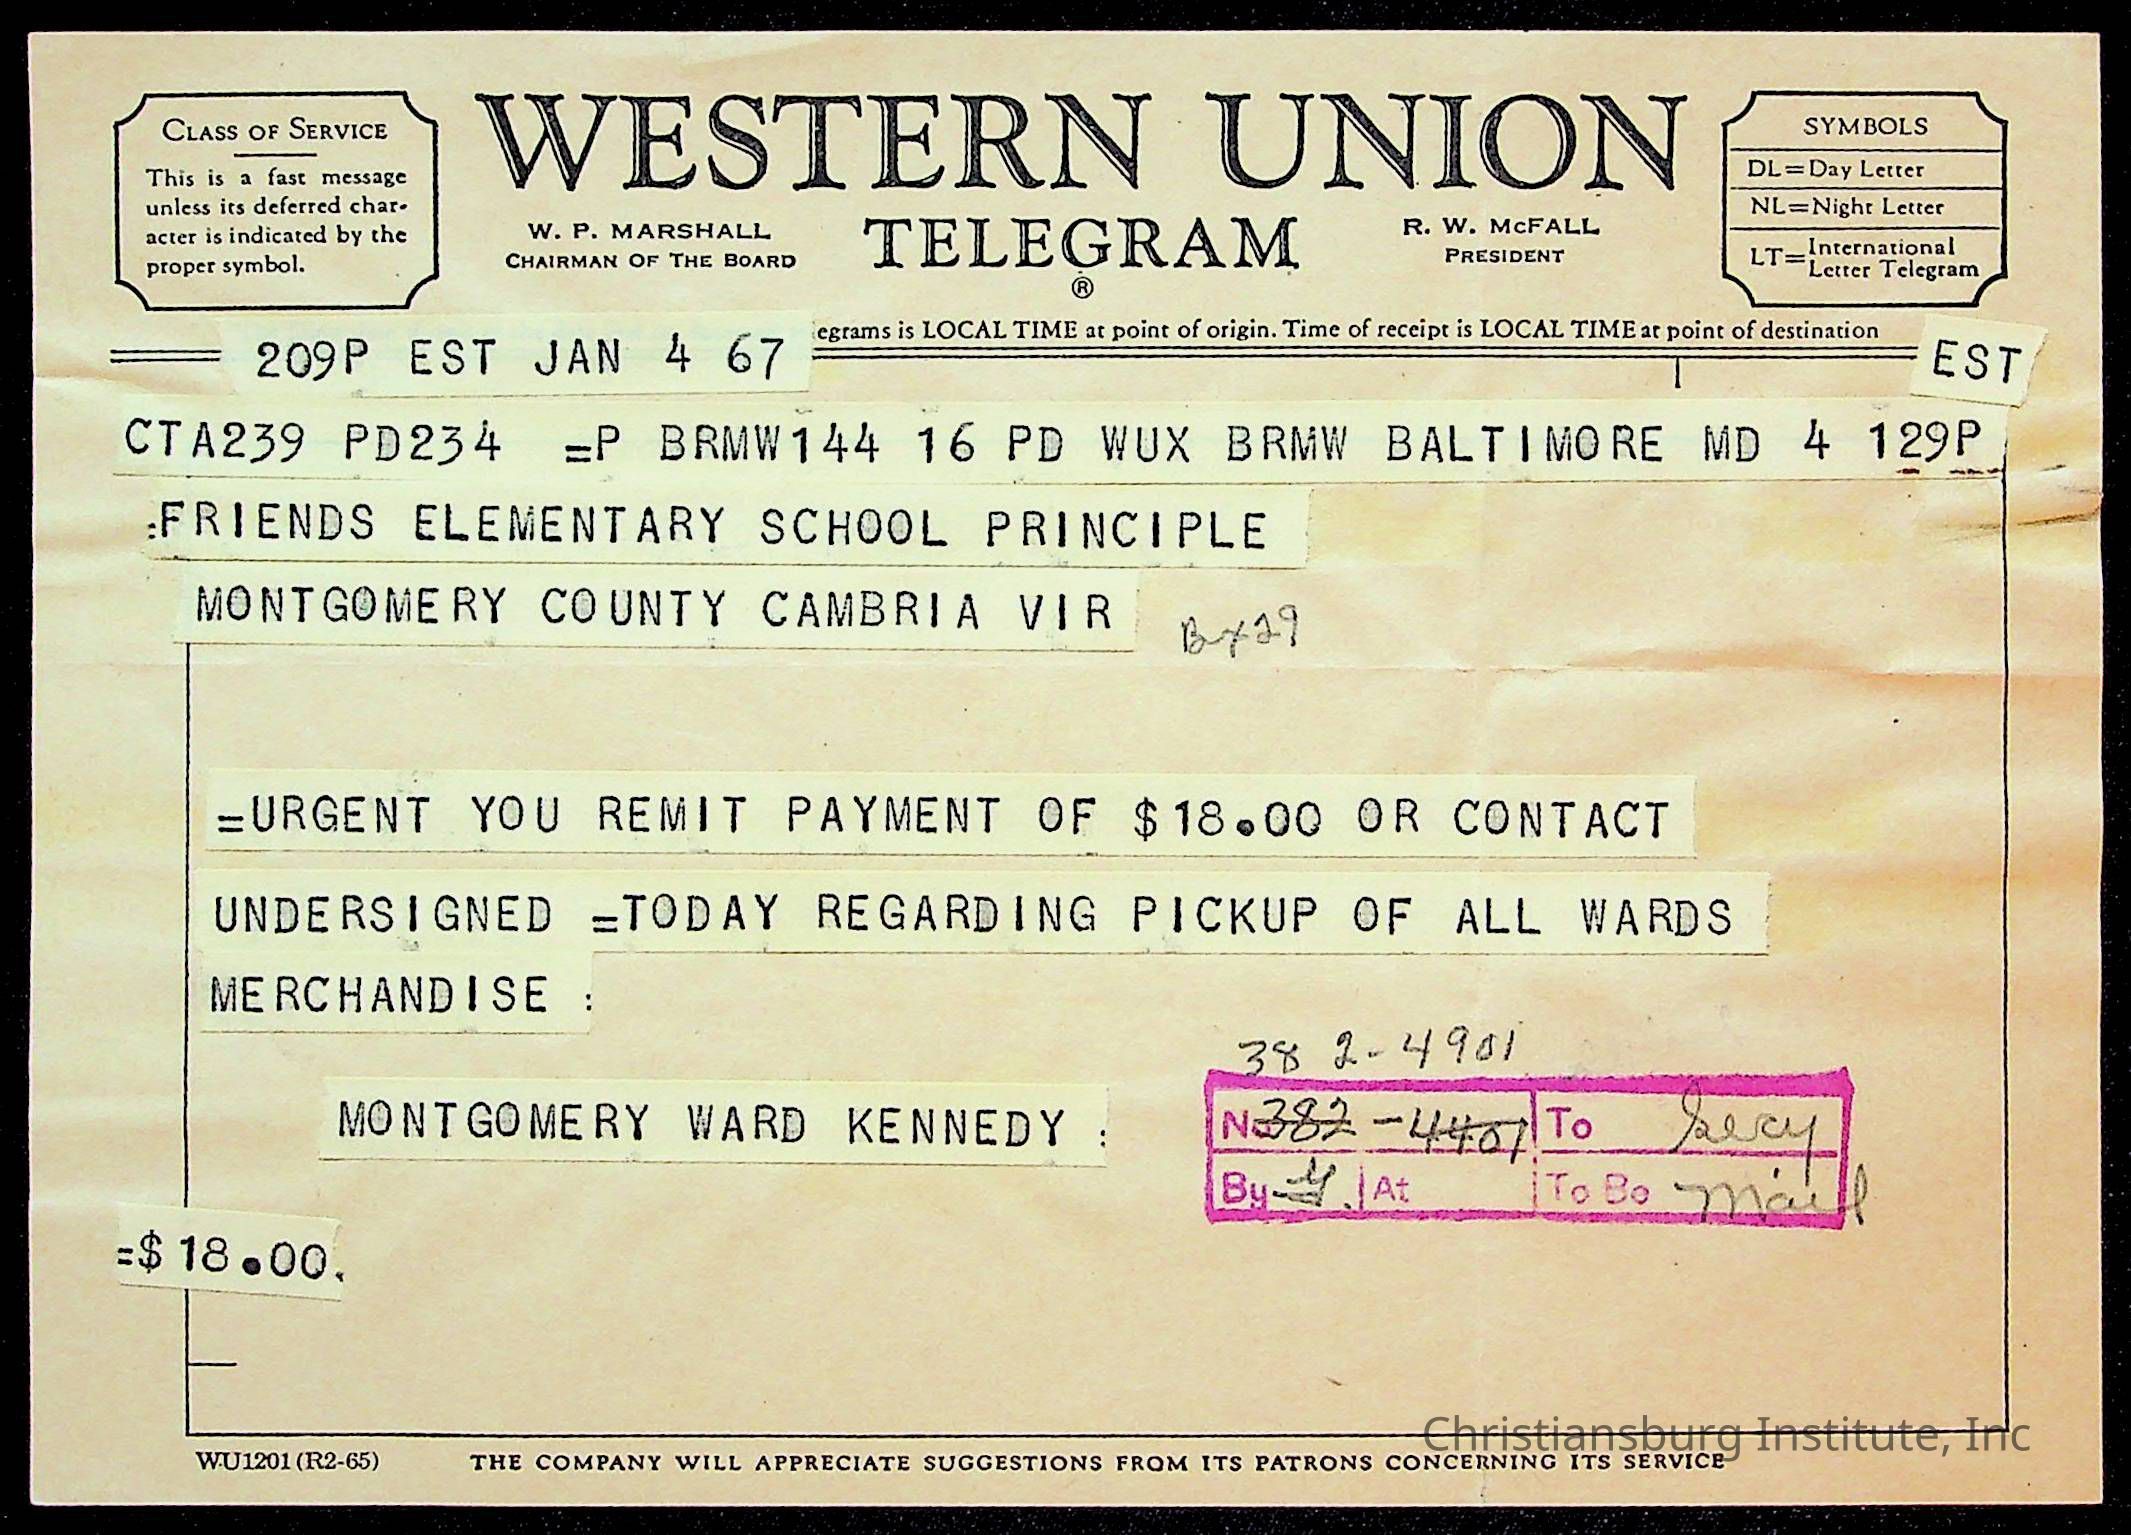 CLASS OF SERVICE
This is a fast message
unless its deferred char-
acter is indicated by the
proper symbol.
WESTERN UNION
TELEGRAM
®
W. P. MARSHALL
CHAIRMAN OF THE BOARD
R. W. McFALL
PRESIDENT
SYMBOLS
DL=Day Letter
NL=Night Letter
LT=International
Letter Telegram
egrams is LOCAL TIME at point of origin. Time of receipt is LOCAL TIME at point of destination
209P EST JAN 4 67
EST
CTA239 PD234 =P BRMW144 16 PD WUX BRMW BALTIMORE MD 4 129P
:FRIENDS ELEMENTARY SCHOOL PRINCIPLE
MONTGOMERY COUNTY CAMBRIA VIR
Bx29
=URGENT YOU REMIT PAYMENT OF $18.00 OR CONTACT
UNDERSIGNED =TODAY REGARDING PICKUP OF ALL WARDS
MERCHANDISE :
382-4901
MONTGOMERY WARD KENNEDY :
No 382-4401 To Secy
By At To Be Mail
=$18.00.
WU1201 (R2-65)
THE COMPANY WILL APPRECIATE SUGGESTIONS FROM ITS PATRONS CONCERNING ITS SERVICE
Christiansburg Institute, Inc